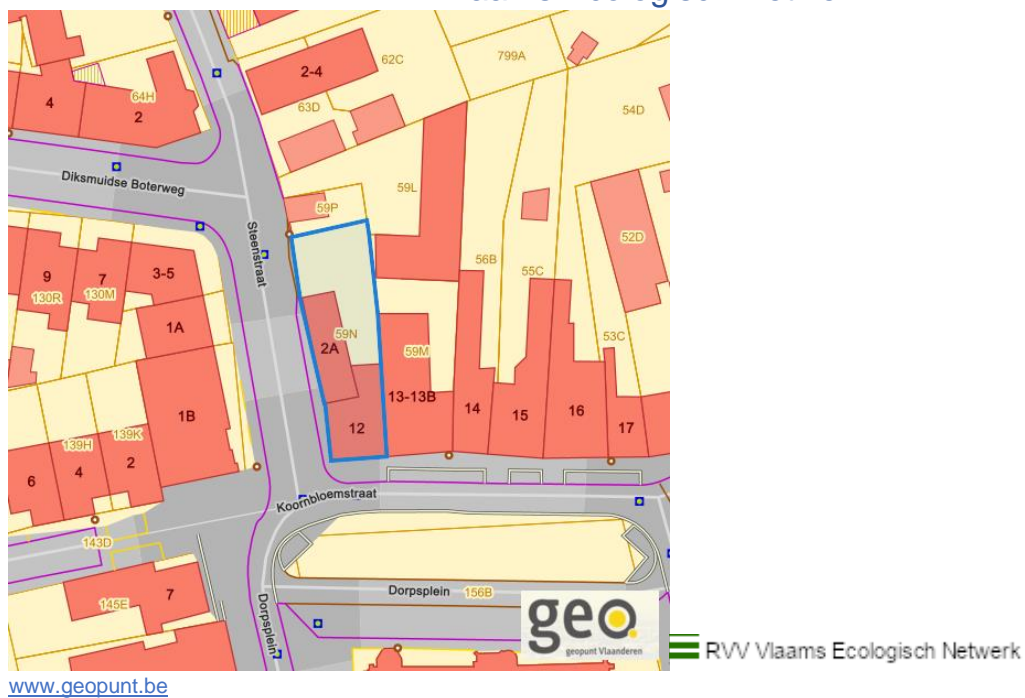 2-4
62C
799A
4
64H
2
63D
54D
Diksmuidse Boterweg
59L
59P
Steenstraat
52D
56B
55C
9
7
3-5
130R
130M
1A
59N
2A
59M
53C
13-13B
1B
14
15
16
17
12
139H
139K
6
4
2
Koornbloemstraat
143D
Dorpsplein
156B
145E
7
Dorpsplein
geo
geopunt Vlaanderen
RVV Vlaams Ecologisch Netwerk
www.geopunt.be